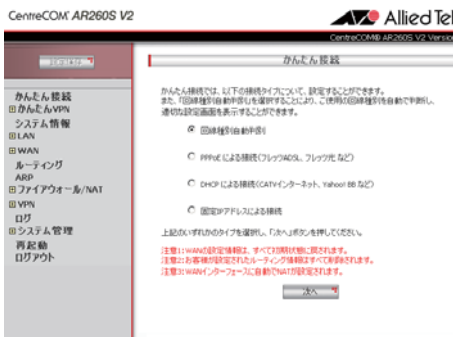 CentreCOM AR260S V2
Allied Tel
CentreCOM® AR260S V2 Versio
設定保存
かんたん接続
かんたん接続
かんたんVPN
システム情報
LAN
WAN
ルーティング
ARP
ファイアウォール/NAT
VPN
ログ
システム管理
再起動
ログアウト
かんたん接続では、以下の接続タイプについて、設定することができます。
また、「回線種別自動判別」を選択することにより、ご使用の回線種別を自動で判断し、
適切な設定画面を表示することができます。
回線種別自動判別
PPPoEによる接続(フレッツADSL、フレッツ光 など)
DHCPによる接続(CATVインターネット、Yahoo! BB など)
固定IPアドレスによる接続
上記のいずれかのタイプを選択し、「次へ」ボタンを押してください。
注意1:WANの設定情報は、すべて初期状態に戻されます。
注意2:お客様が設定されたルーティング情報はすべて削除されます。
注意3:WANインターフェースに自動でNATが設定されます。
次へ